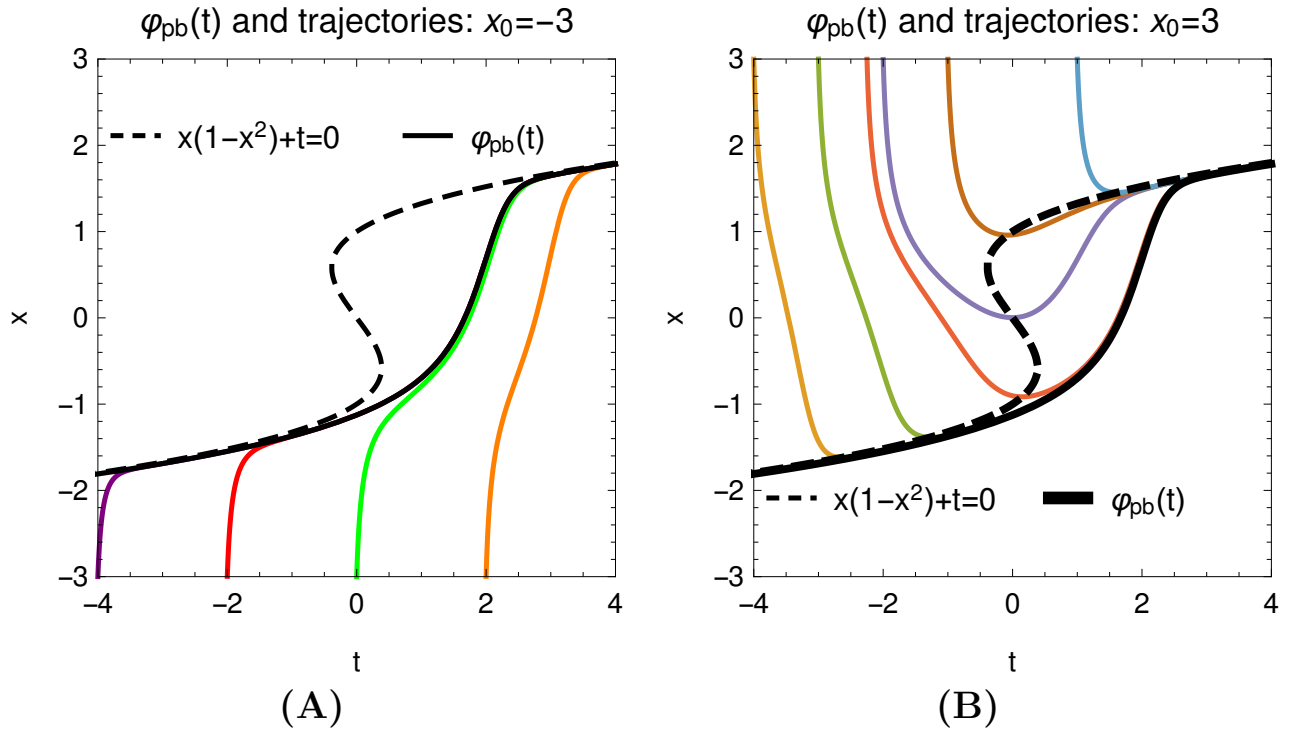 φpb(t) and trajectories: x0=−3
3
2
1
0
−1
−2
−3
−4
−2
0
2
4
x
t
x(1−x²)+t=0
φpb(t)
(A)
φpb(t) and trajectories: x0=3
3
2
1
0
−1
−2
−3
−4
−2
0
2
4
x
t
x(1−x²)+t=0
φpb(t)
(B)